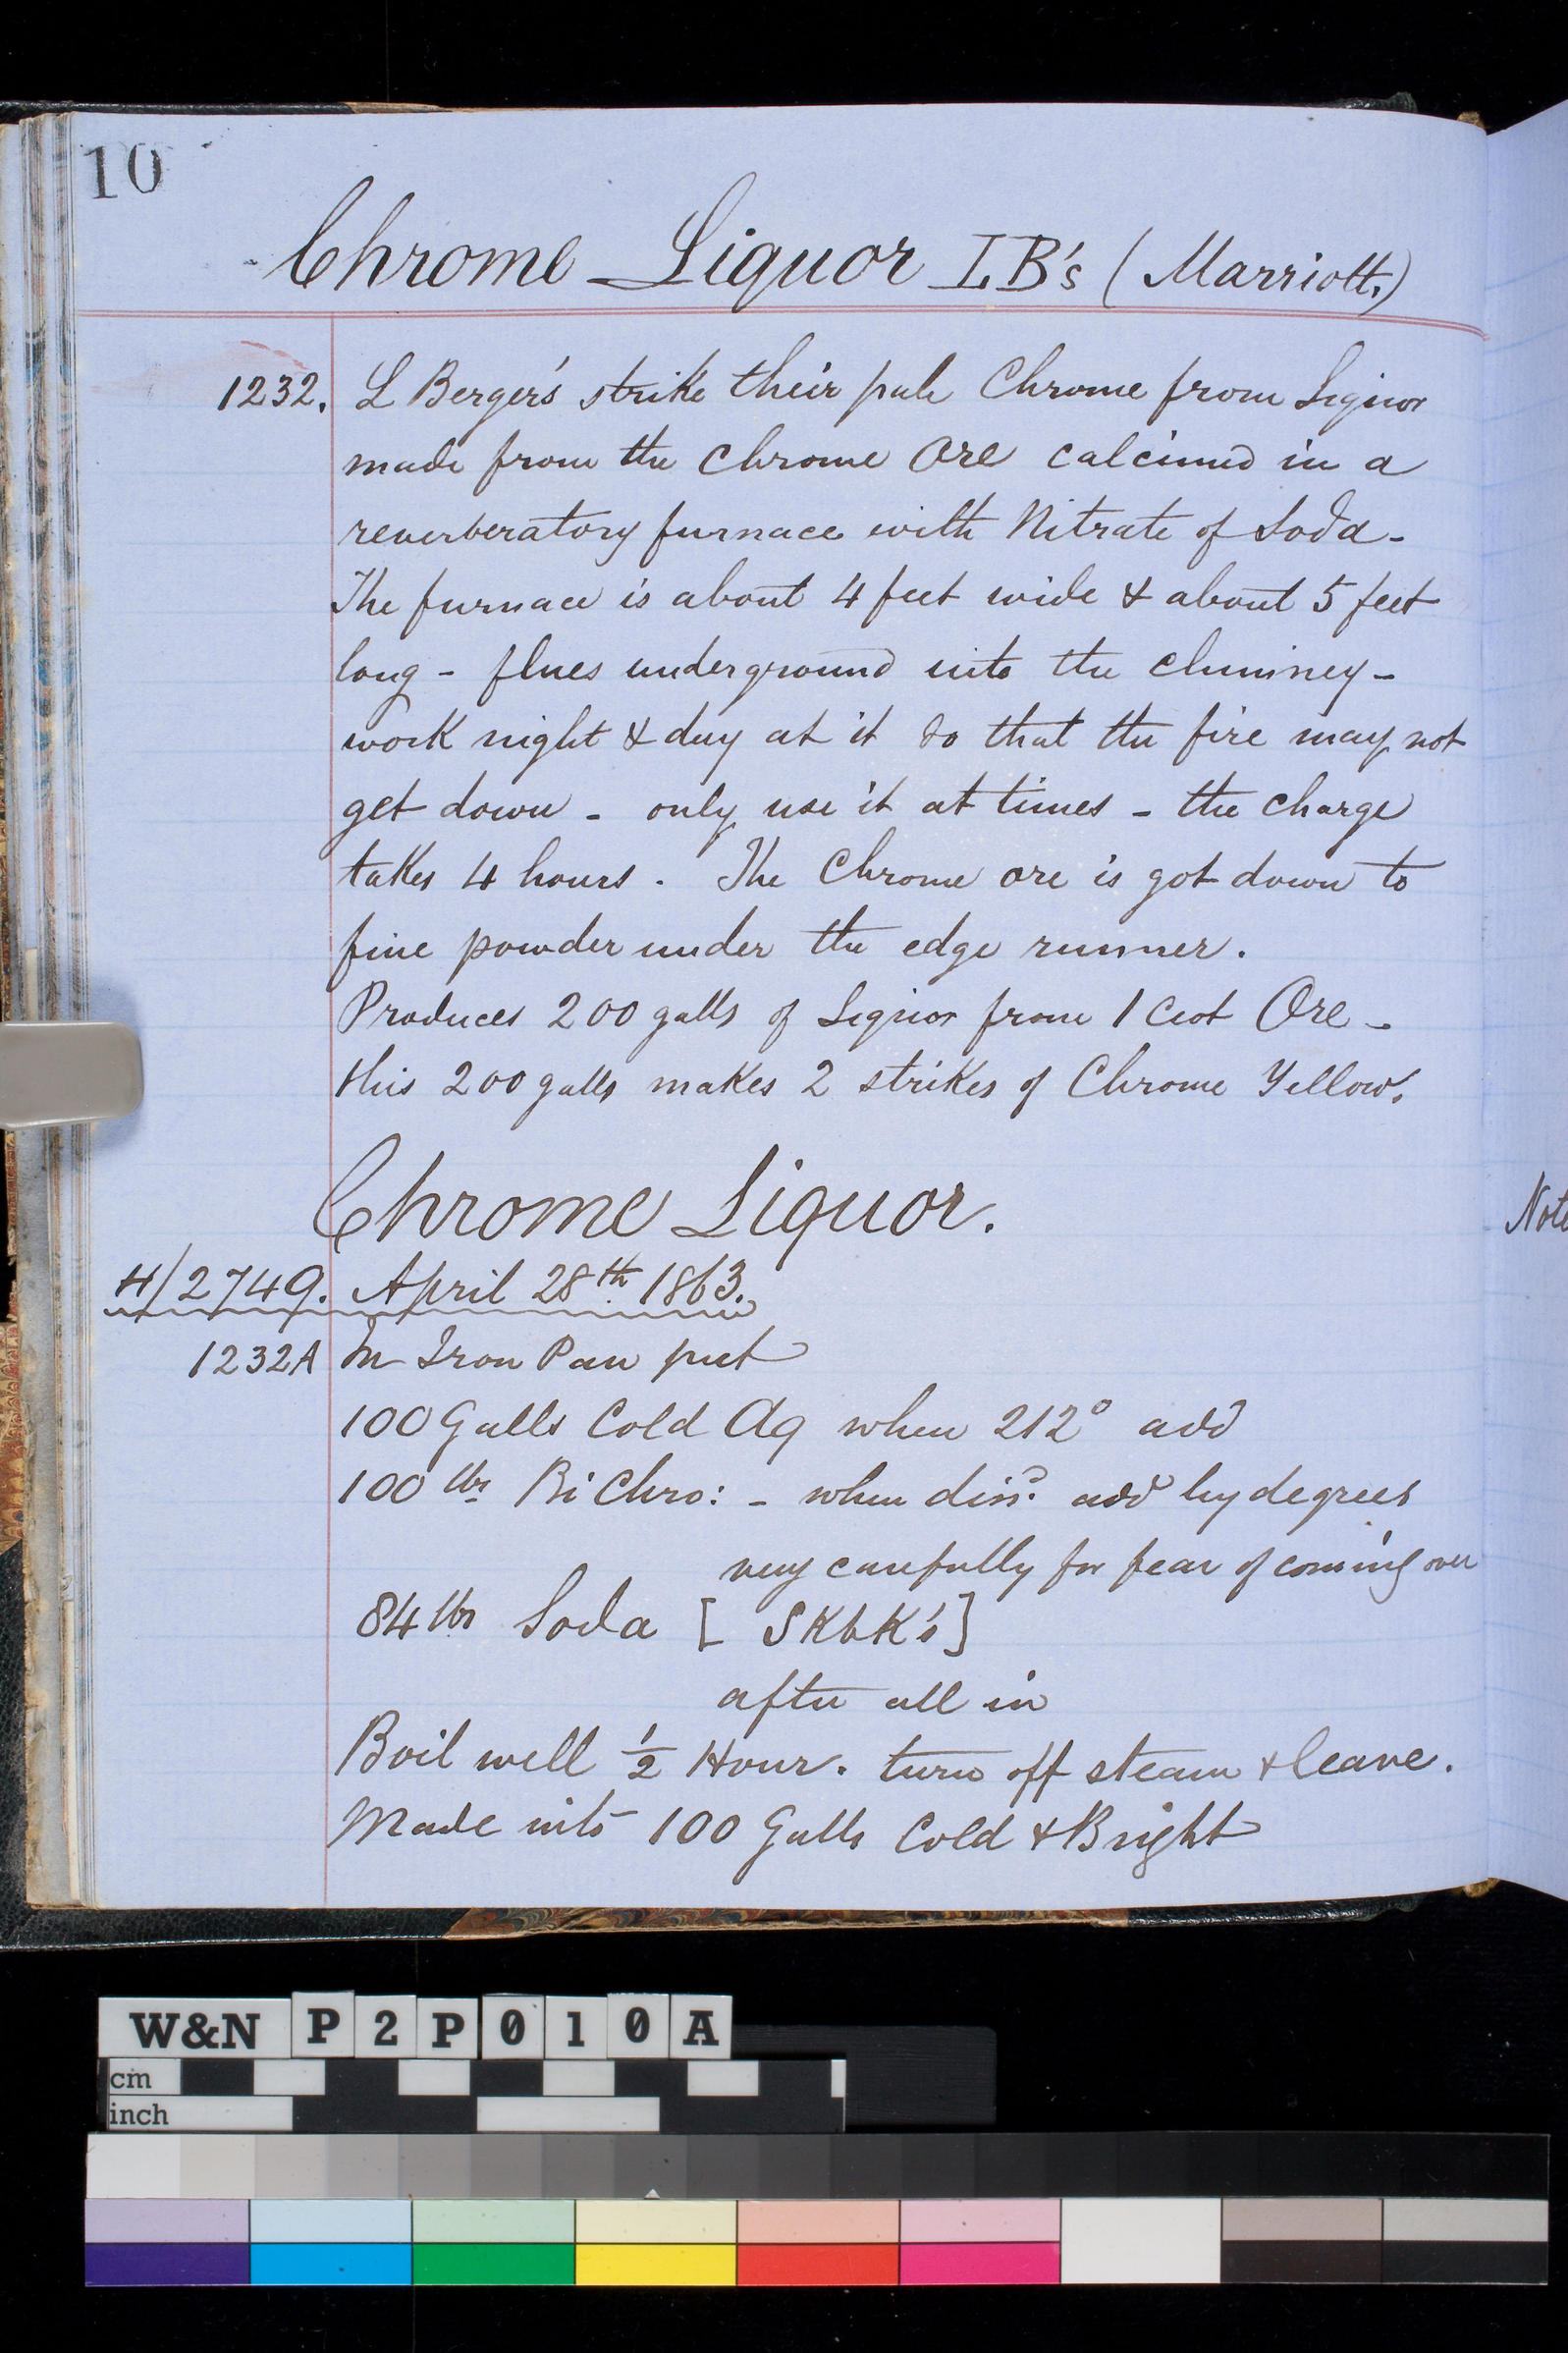 10
Chrome Liquor L.B's (Marriott.)
1232. L Berger's strike their pale Chrome from Liquor
made from the Chrome Ore calcined in a
reverberatory furnace with Nitrate of Soda-
The furnace is about 4 feet wide & about 5 feet
long - flues underground into the chimney-
work night & day at it so that the fire may not
get down - only use it at times - the charge
takes 4 hours. The Chrome ore is got down to
fine powder under the edge runner.
Produces 200 galls of Liquor from 1 Cwt Ore -
this 200 galls makes 2 strikes of Chrome Yellow.
Chrome Liquor.
H/2749. April 28th 1863.
1232A In Iron Pan put
100 Galls Cold Aq when 212° add
100 lbs Bi Chro: - when dissd. add by degrees
very carefully for fear of coming over
84 lbs Soda [ SKbK's ]
after all in
Boil well 1/2 Hour. turn off steam & leave.
Made into 100 Galls Cold & Bright
Note
W&N P2P010A
cm
inch